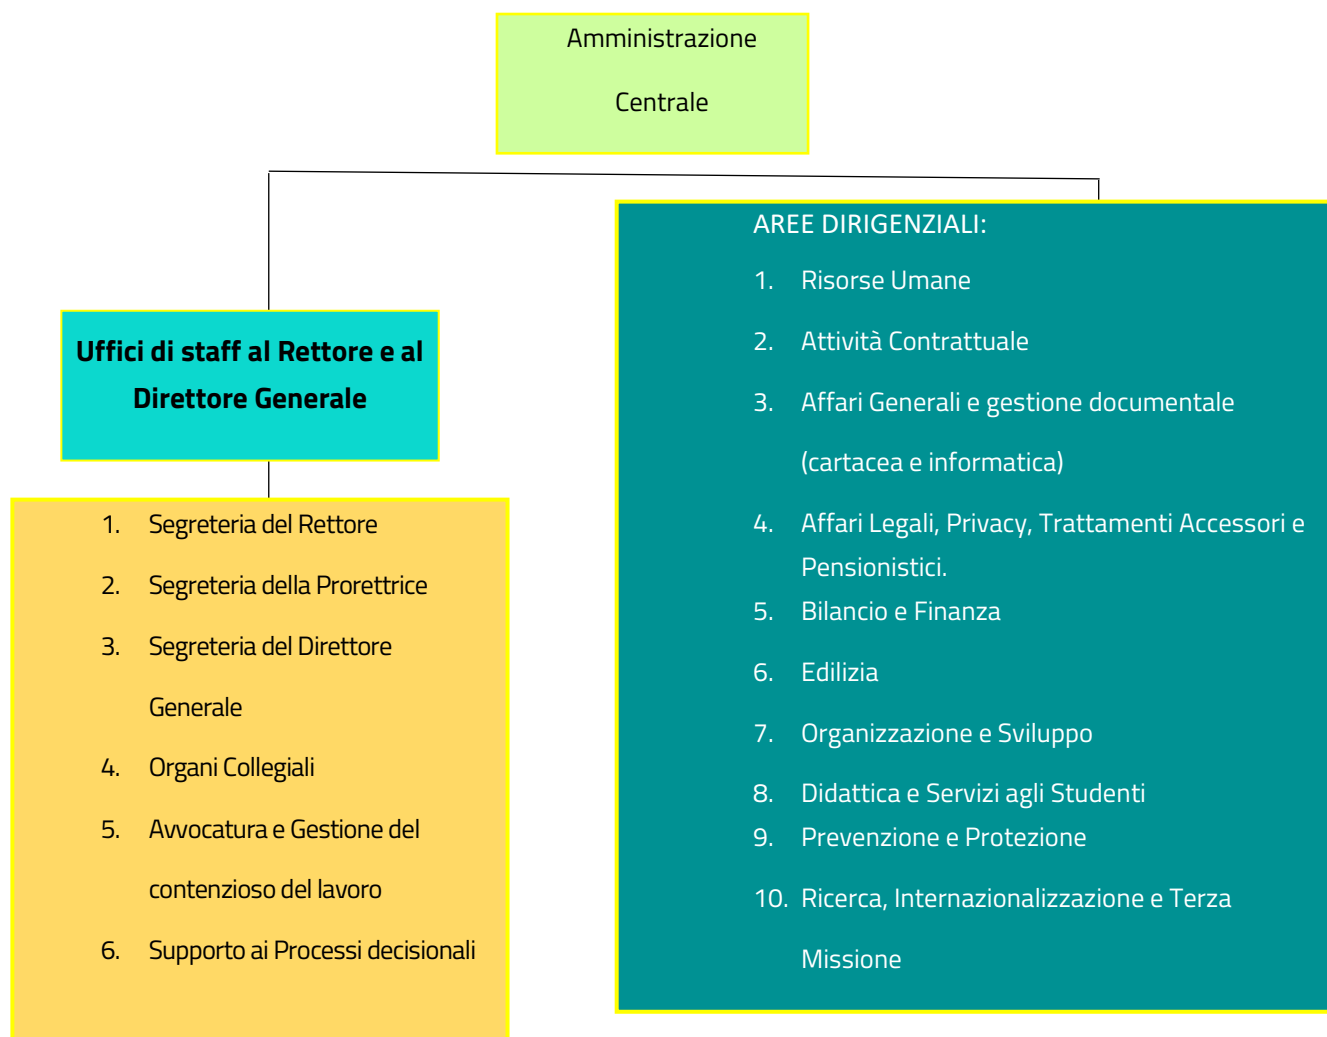 Amministrazione
Centrale
Uffici di staff al Rettore e al
Direttore Generale
1. Segreteria del Rettore
2. Segreteria della Prorettrice
3. Segreteria del Direttore
Generale
4. Organi Collegiali
5. Avvocatura e Gestione del
contenzioso del lavoro
6. Supporto ai Processi decisionali
AREE DIRIGENZIALI:
1. Risorse Umane
2. Attività Contrattuale
3. Affari Generali e gestione documentale
(cartacea e informatica)
4. Affari Legali, Privacy, Trattamenti Accessori e
Pensionistici.
5. Bilancio e Finanza
6. Edilizia
7. Organizzazione e Sviluppo
8. Didattica e Servizi agli Studenti
9. Prevenzione e Protezione
10. Ricerca, Internazionalizzazione e Terza
Missione